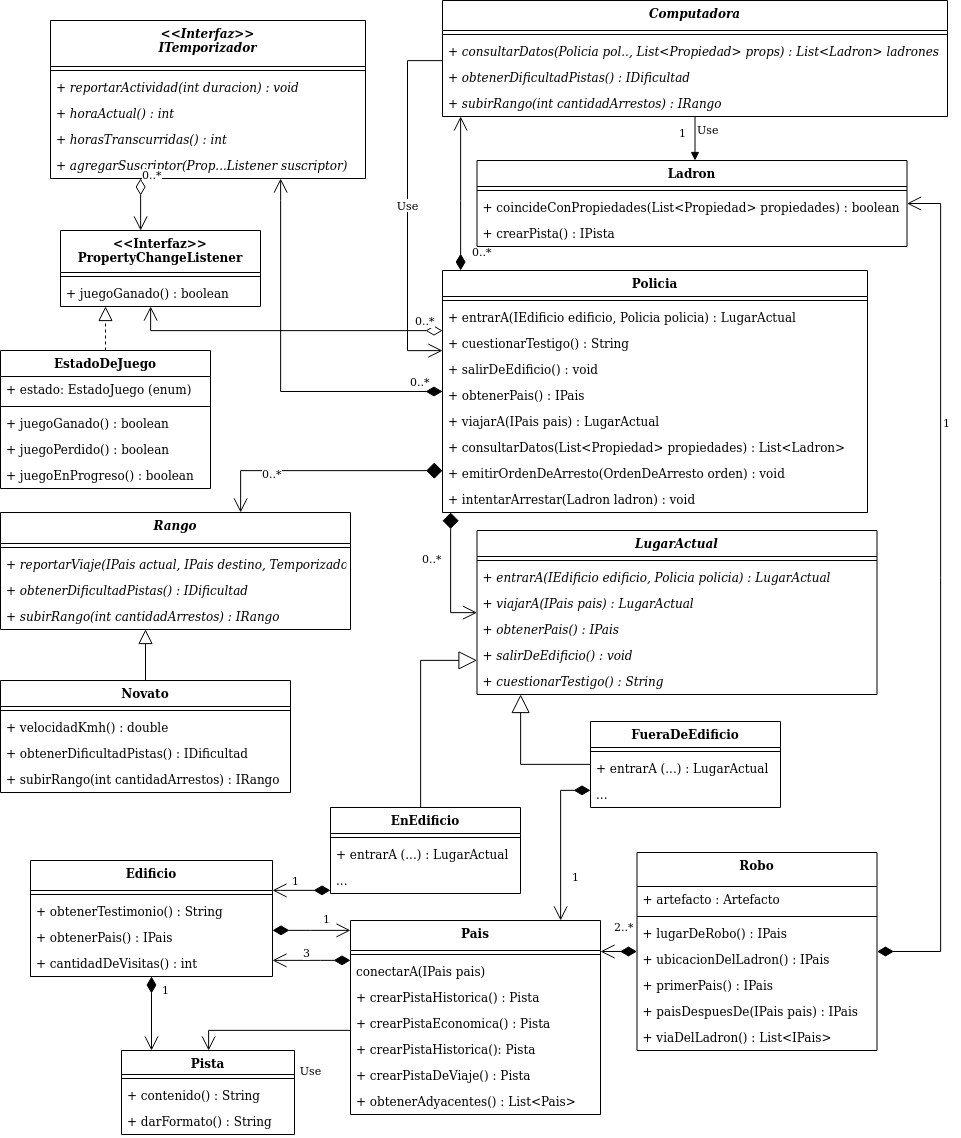 <<Interfaz>>
ITemporizador
+ reportarActividad(int duracion) : void
+ horaActual() : int
+ horasTranscurridas() : int
+ agregarSuscriptor(Prop...Listener suscriptor)
0..*
<<Interfaz>>
PropertyChangeListener
+ juegoGanado() : boolean
EstadoDeJuego
+ estado: EstadoJuego (enum)
+ juegoGanado() : boolean
+ juegoPerdido() : boolean
+ juegoEnProgreso() : boolean
Computadora
+ consultarDatos(Policia pol.., List<Propiedad> props) : List<Ladron> ladrones
+ obtenerDificultadPistas() : IDificultad
+ subirRango(int cantidadArrestos) : IRango
1
Use
Ladron
+ coincideConPropiedades(List<Propiedad> propiedades) : boolean
+ crearPista() : IPista
Use
0..*
Policia
+ entrarA(IEdificio edificio, Policia policia) : LugarActual
+ cuestionarTestigo() : String
+ salirDeEdificio() : void
+ obtenerPais() : IPais
+ viajarA(IPais pais) : LugarActual
+ consultarDatos(List<Propiedad> propiedades) : List<Ladron>
+ emitirOrdenDeArresto(OrdenDeArresto orden) : void
+ intentarArrestar(Ladron ladron) : void
0..*
0..*
0..*
0..*
1
Rango
+ reportarViaje(IPais actual, IPais destino, Temporizado
+ obtenerDificultadPistas() : IDificultad
+ subirRango(int cantidadArrestos) : IRango
Novato
+ velocidadKmh() : double
+ obtenerDificultadPistas() : IDificultad
+ subirRango(int cantidadArrestos) : IRango
LugarActual
+ entrarA(IEdificio edificio, Policia policia) : LugarActual
+ viajarA(IPais pais) : LugarActual
+ obtenerPais() : IPais
+ salirDeEdificio() : void
+ cuestionarTestigo() : String
FueraDeEdificio
+ entrarA (...) : LugarActual
...
EnEdificio
+ entrarA (...) : LugarActual
...
1
1
Edificio
+ obtenerTestimonio() : String
+ obtenerPais() : IPais
+ cantidadDeVisitas() : int
1
3
1
Pais
conectarA(IPais pais)
+ crearPistaHistorica() : Pista
+ crearPistaEconomica() : Pista
+ crearPistaHistorica(): Pista
+ crearPistaDeViaje() : Pista
+ obtenerAdyacentes() : List<Pais>
2..*
Robo
+ artefacto : Artefacto
+ lugarDeRobo() : IPais
+ ubicacionDelLadron() : IPais
+ primerPais() : IPais
+ paisDespuesDe(IPais pais) : IPais
+ viaDelLadron() : List<IPais>
Pista
+ contenido() : String
+ darFormato() : String
Use